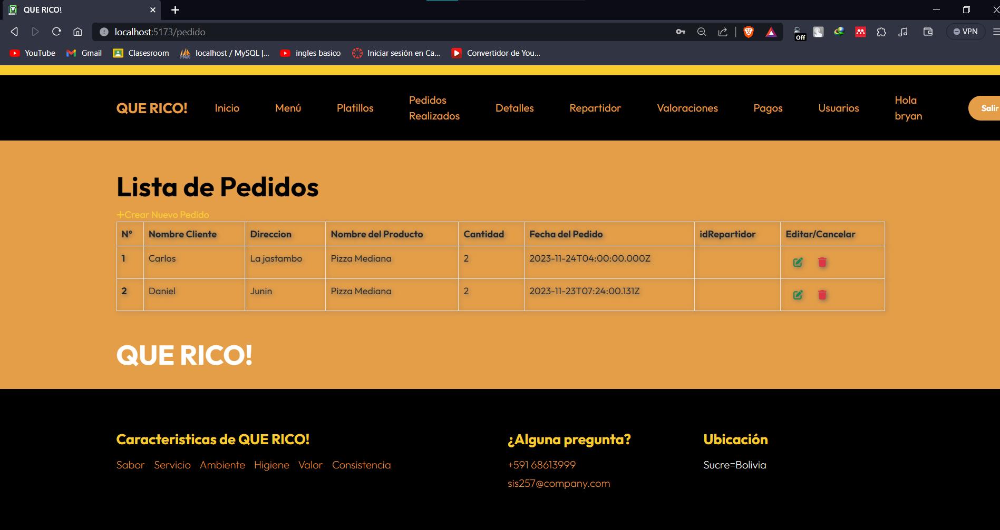 QUE RICO!
localhost:5173/pedido
Off
VPN
YouTube
Gmail
Clasesroom
localhost / MySQL |...
ingles basico
Iniciar sesión en Ca...
Convertidor de You...
QUE RICO!
Inicio
Menú
Platillos
Pedidos
Realizados
Detalles
Repartidor
Valoraciones
Pagos
Usuarios
Hola
bryan
Salir
Lista de Pedidos
+Crear Nuevo Pedido
N° Nombre Cliente Direccion Nombre del Producto Cantidad Fecha del Pedido idRepartidor Editar/Cancelar
1 Carlos La jastambo Pizza Mediana 2 2023-11-24T04:00:00.000Z
2 Daniel Junin Pizza Mediana 2 2023-11-23T07:24:00.131Z
QUE RICO!
Caracteristicas de QUE RICO!
Sabor Servicio Ambiente Higiene Valor Consistencia
¿Alguna pregunta?
+591 68613999
sis257@company.com
Ubicación
Sucre=Bolivia